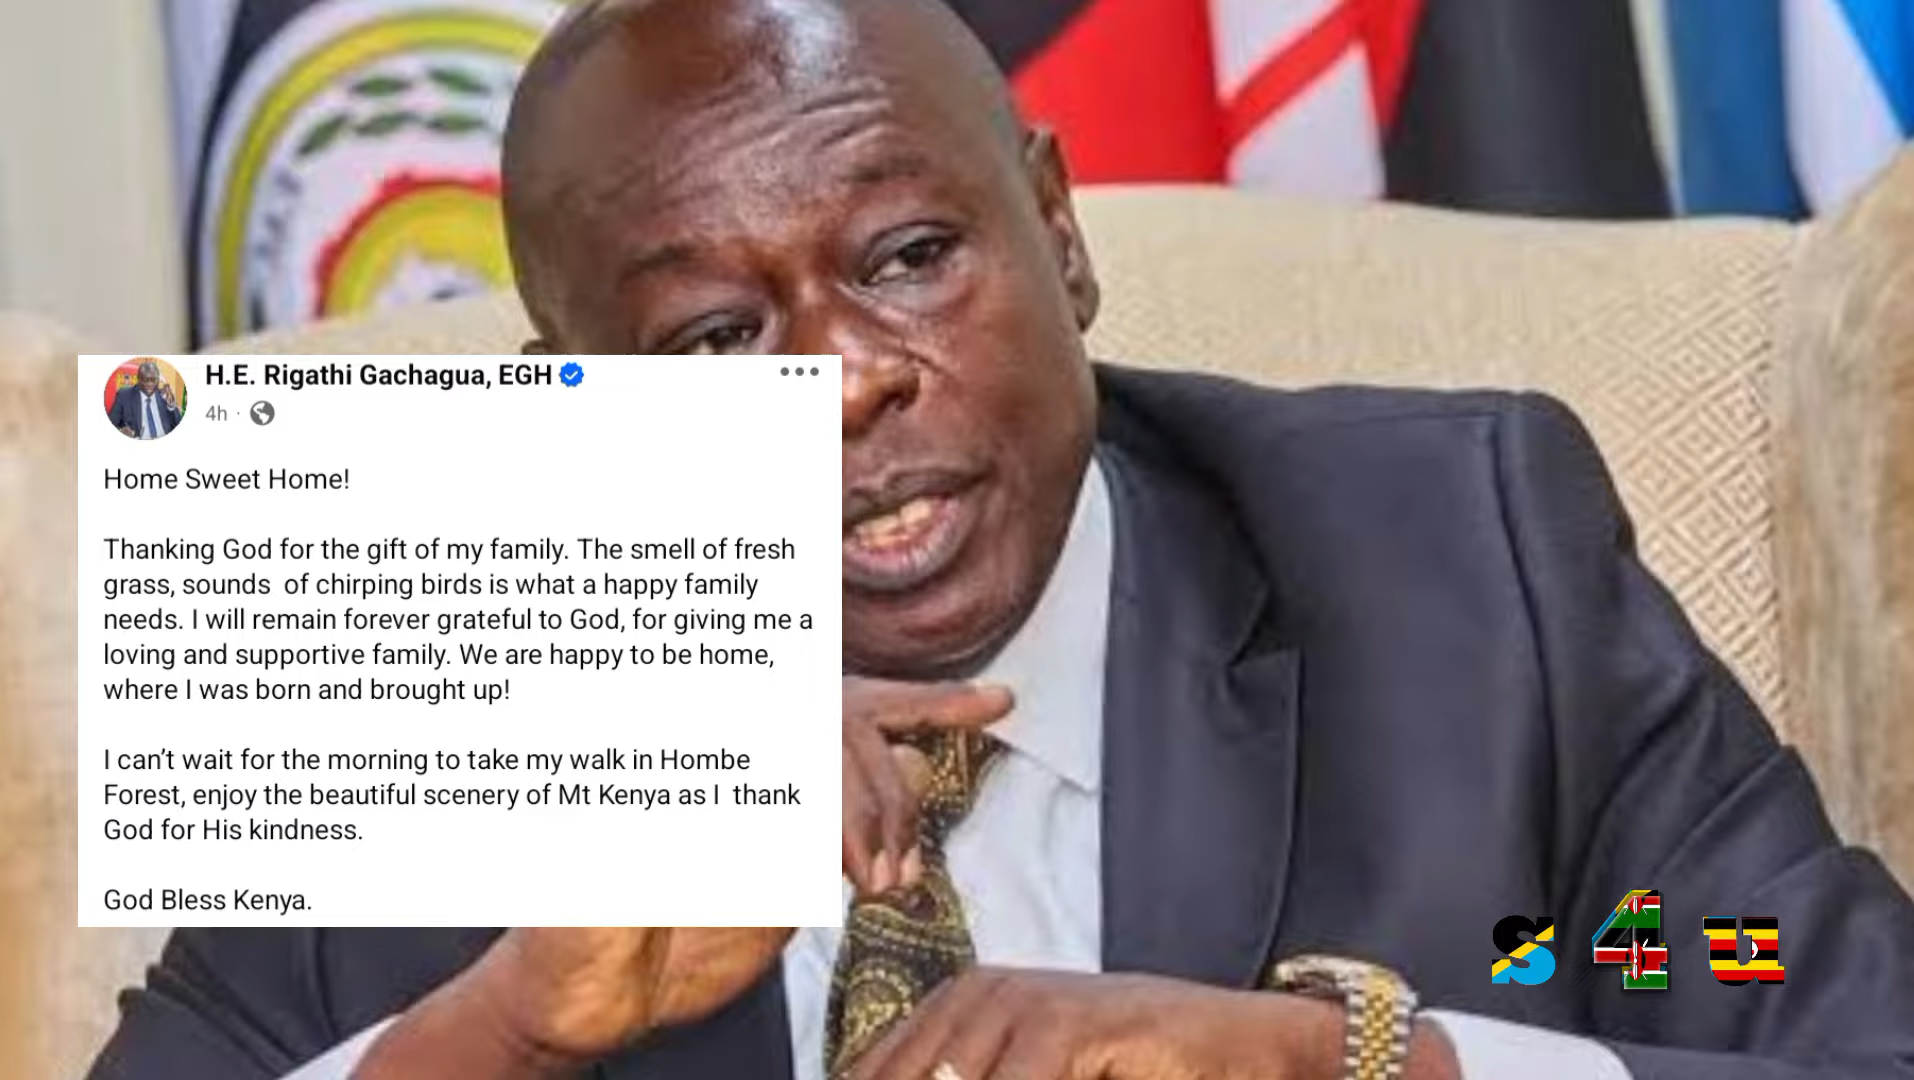 H.E. Rigathi Gachagua, EGH
4h ·
Home Sweet Home!
Thanking God for the gift of my family. The smell of fresh
grass, sounds  of chirping birds is what a happy family
needs. I will remain forever grateful to God, for giving me a
loving and supportive family. We are happy to be home,
where I was born and brought up!
I can’t wait for the morning to take my walk in Hombe
Forest, enjoy the beautiful scenery of Mt Kenya as I  thank
God for His kindness.
God Bless Kenya.
s4u